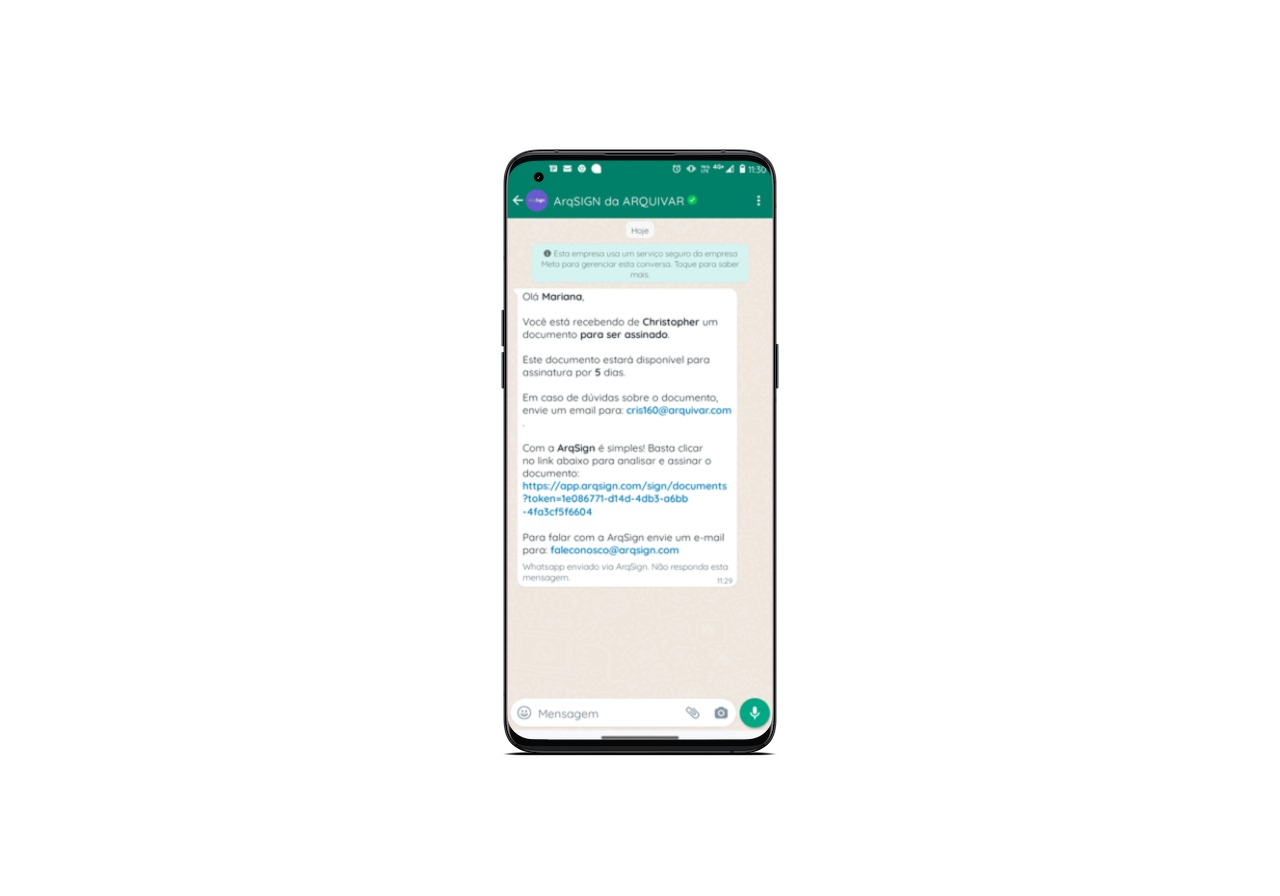 11:30
ArqSIGN da ARQUIVAR
Hoje
Esta empresa usa um serviço seguro da empresa
Meta para gerenciar esta conversa. Toque para saber
mais.
Olá Mariana,
Você está recebendo de Christopher um
documento para ser assinado.
Este documento estará disponível para
assinatura por 5 dias.
Em caso de dúvidas sobre o documento,
envie um email para: cris160@arquivar.com
.
Com a ArqSign é simples! Basta clicar
no link abaixo para analisar e assinar o
documento:
https://app.arqsign.com/sign/documents
?token=1e086771-d14d-4db3-a6bb
-4fa3cf5f6604
Para falar com a ArqSign envie um e-mail
para: faleconosco@arqsign.com
Whatsapp enviado via ArqSign. Não responda esta
mensagem.
11:29
Mensagem